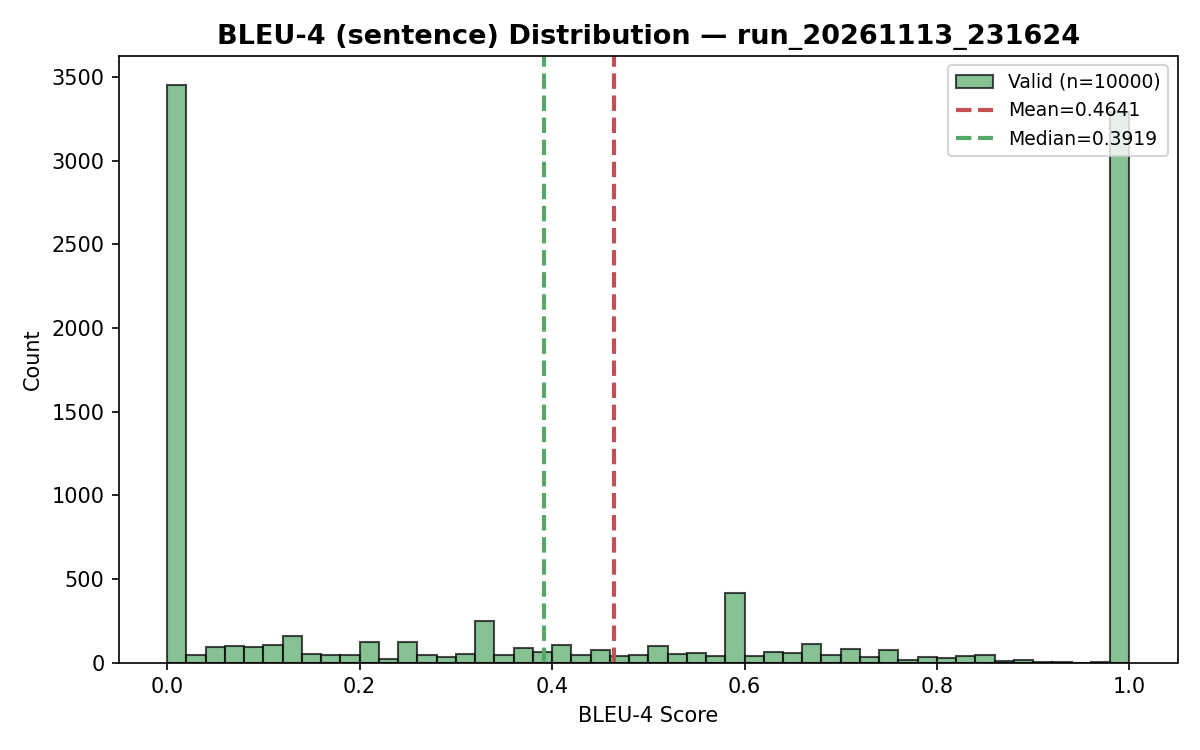 BLEU-4 (sentence) Distribution — run_20261113_231624
3500
3000
2500
2000
1500
1000
500
0
Count
Valid (n=10000)
Mean=0.4641
Median=0.3919
0.0 0.2 0.4 0.6 0.8 1.0
BLEU-4 Score